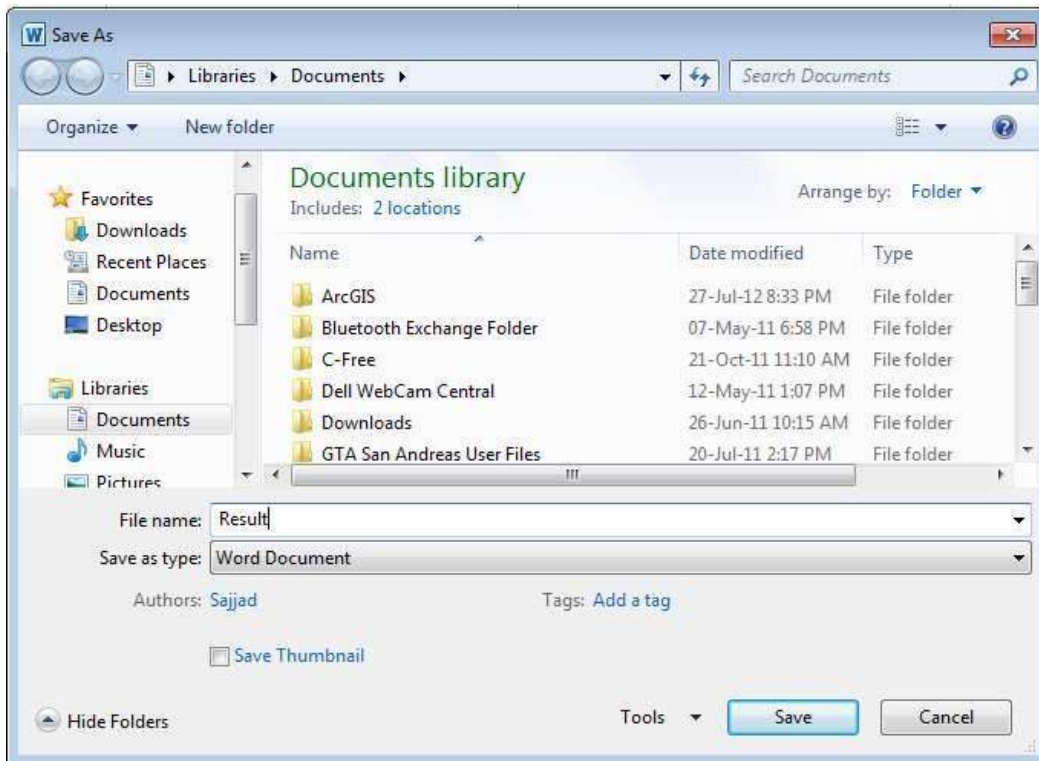 Save As
Libraries Documents
Search Documents
Organize
New folder
Favorites
Downloads
Recent Places
Documents
Desktop
Libraries
Documents
Music
Pictures
Documents library
Includes: 2 locations
Arrange by: Folder
Name Date modified Type
ArcGIS 27-Jul-12 8:33 PM File folder
Bluetooth Exchange Folder 07-May-11 6:58 PM File folder
C-Free 21-Oct-11 11:10 AM File folder
Dell WebCam Central 12-May-11 1:07 PM File folder
Downloads 26-Jun-11 10:15 AM File folder
GTA San Andreas User Files 20-Jul-11 2:17 PM File folder
File name: Result
Save as type: Word Document
Authors: Sajjad Tags: Add a tag
Save Thumbnail
Hide Folders Tools Save Cancel